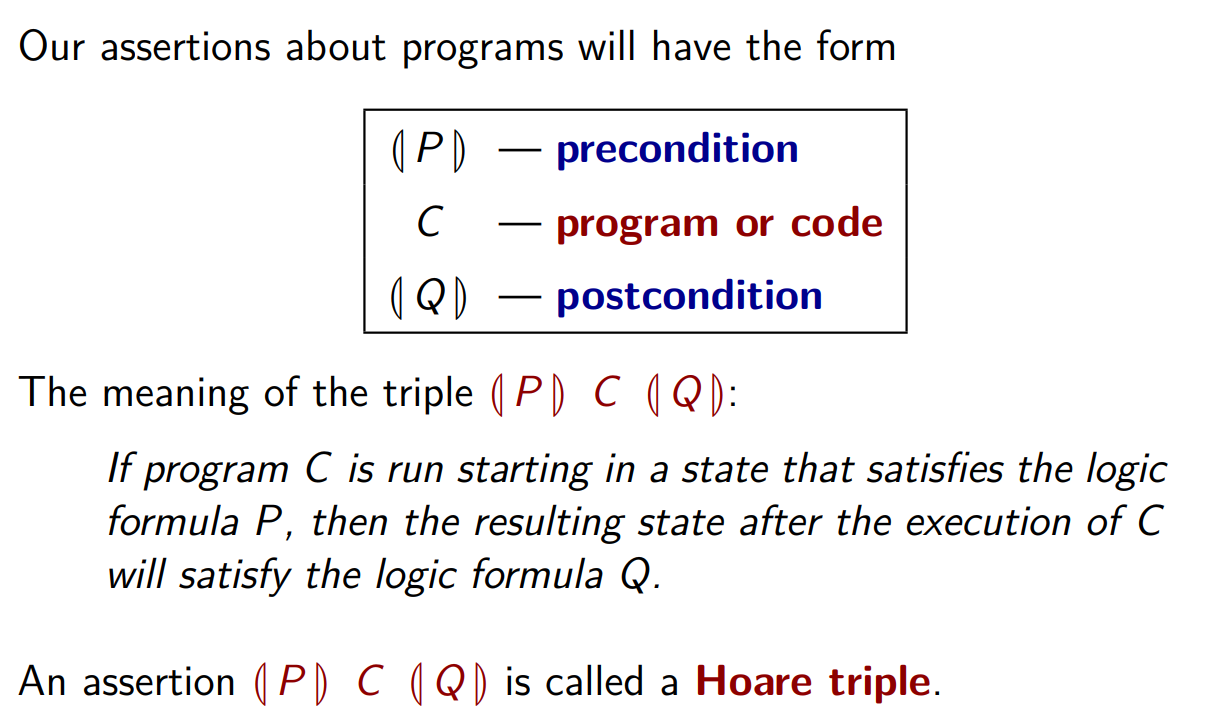 Our assertions about programs will have the form
⦇ P ⦈ — precondition
C — program or code
⦇ Q ⦈ — postcondition
The meaning of the triple ⦇ P ⦈ C ⦇ Q ⦈:
If program C is run starting in a state that satisfies the logic
formula P, then the resulting state after the execution of C
will satisfy the logic formula Q.
An assertion ⦇ P ⦈ C ⦇ Q ⦈ is called a Hoare triple.